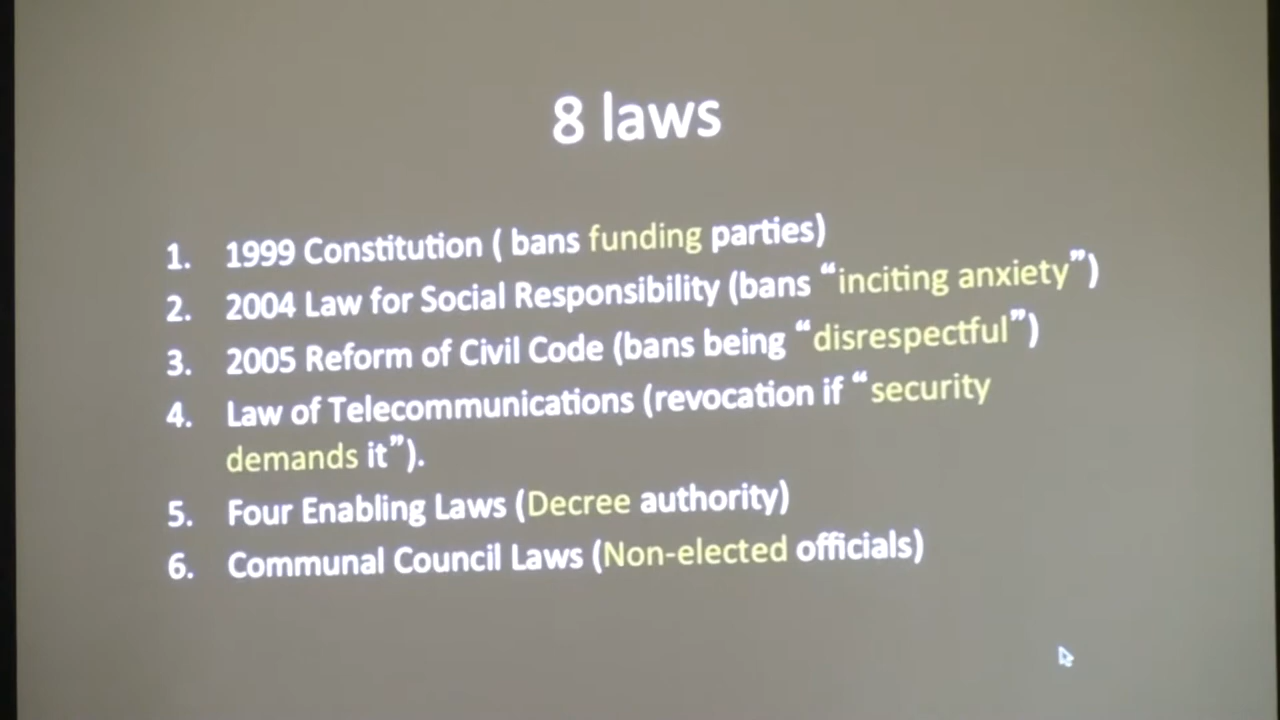 8 laws
1. 1999 Constitution ( bans funding parties)
2. 2004 Law for Social Responsibility (bans “inciting anxiety”)
3. 2005 Reform of Civil Code (bans being “disrespectful”)
4. Law of Telecommunications (revocation if “security
demands it”).
5. Four Enabling Laws (Decree authority)
6. Communal Council Laws (Non-elected officials)